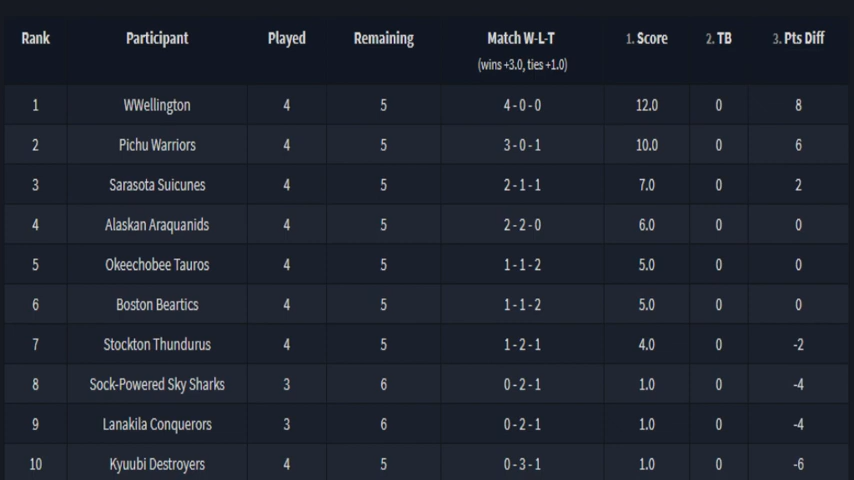 Rank Participant Played Remaining Match W-L-T 1. Score 2. TB 3. Pts Diff
(wins +3.0, ties +1.0)
1 WWellington 4 5 4 - 0 - 0 12.0 0 8
2 Pichu Warriors 4 5 3 - 0 - 1 10.0 0 6
3 Sarasota Suicunes 4 5 2 - 1 - 1 7.0 0 2
4 Alaskan Araquanids 4 5 2 - 2 - 0 6.0 0 0
5 Okeechobee Tauros 4 5 1 - 1 - 2 5.0 0 0
6 Boston Beartics 4 5 1 - 1 - 2 5.0 0 0
7 Stockton Thundurus 4 5 1 - 2 - 1 4.0 0 -2
8 Sock-Powered Sky Sharks 3 6 0 - 2 - 1 1.0 0 -4
9 Lanakila Conquerors 3 6 0 - 2 - 1 1.0 0 -4
10 Kyuubi Destroyers 4 5 0 - 3 - 1 1.0 0 -6